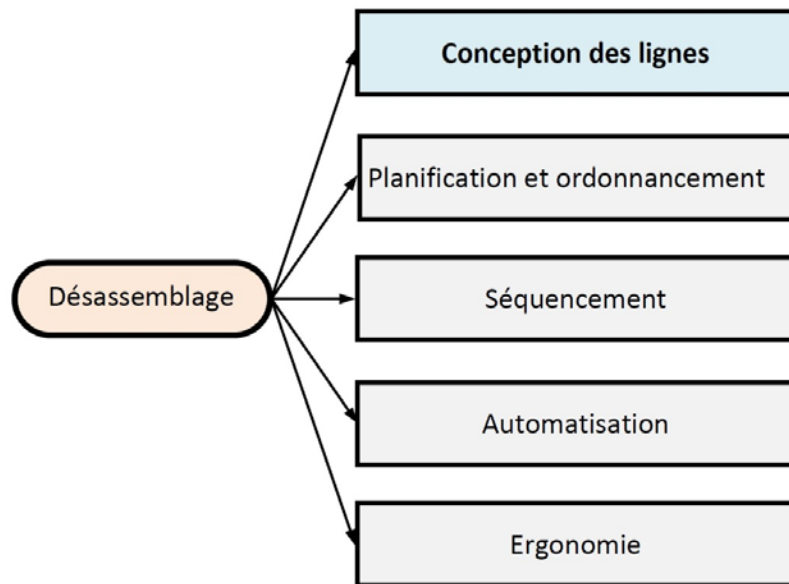 Conception des lignes
Planification et ordonnancement
Désassemblage
Séquencement
Automatisation
Ergonomie